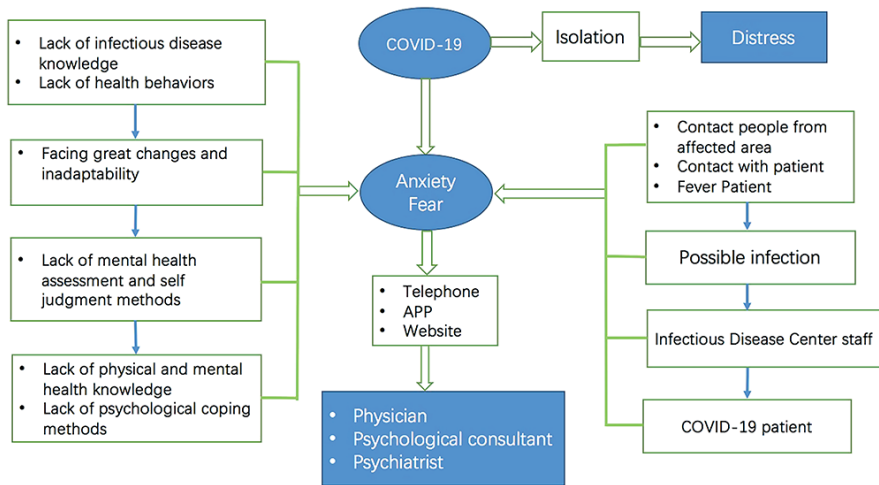 • Lack of infectious disease
knowledge
• Lack of health behaviors
• Facing great changes and
inadaptability
• Lack of mental health
assessment and self
judgment methods
• Lack of physical and mental
health knowledge
• Lack of psychological coping
methods
COVID-19
Isolation
Distress
Anxiety
Fear
• Telephone
• APP
• Website
• Physician
• Psychological consultant
• Psychiatrist
• Contact people from
affected area
• Contact with patient
• Fever Patient
Possible infection
Infectious Disease Center staff
COVID-19 patient